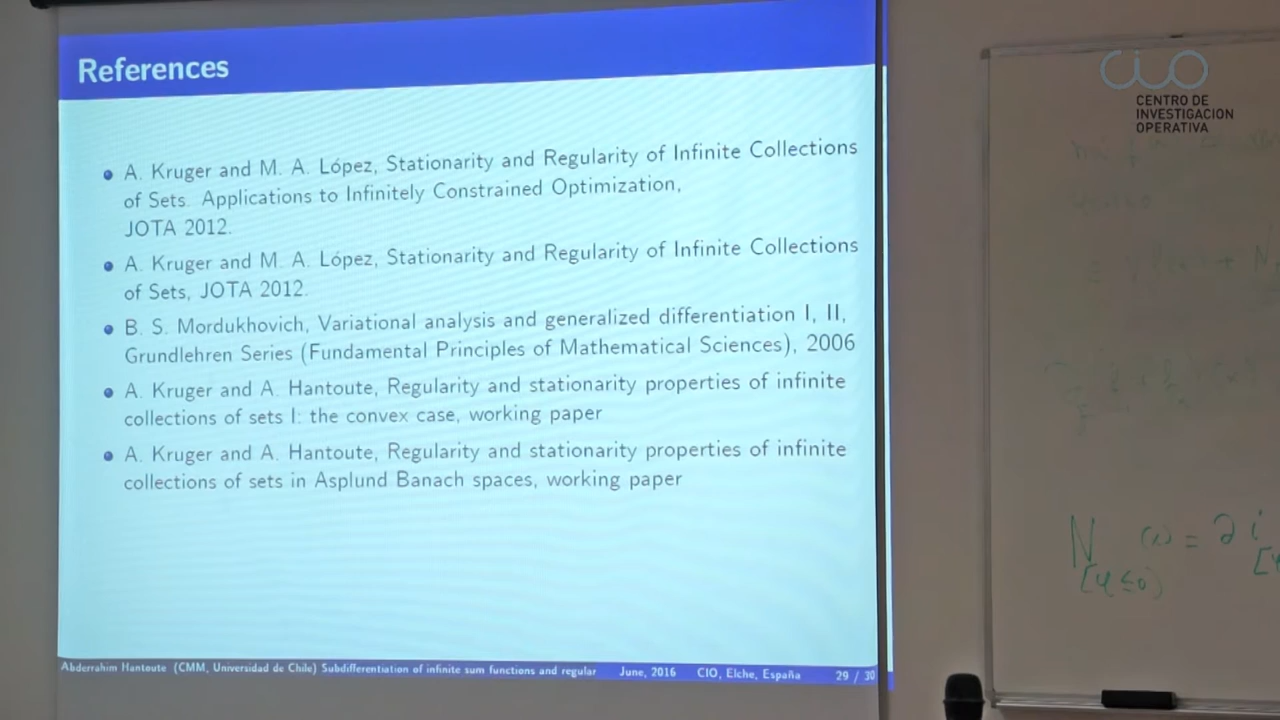 References
A. Kruger and M. A. López, Stationarity and Regularity of Infinite Collections
of Sets. Applications to Infinitely Constrained Optimization,
JOTA 2012.
A. Kruger and M. A. López, Stationarity and Regularity of Infinite Collections
of Sets, JOTA 2012.
B. S. Mordukhovich, Variational analysis and generalized differentiation I, II,
Grundlehren Series (Fundamental Principles of Mathematical Sciences), 2006
A. Kruger and A. Hantoute, Regularity and stationarity properties of infinite
collections of sets I: the convex case, working paper
A. Kruger and A. Hantoute, Regularity and stationarity properties of infinite
collections of sets in Asplund Banach spaces, working paper
Abderrahim Hantoute (CMM, Universidad de Chile) Subdifferentiation of infinite sum functions and regular June, 2016 CIO, Elche, España 29 / 30
CIO
CENTRO DE
INVESTIGACION
OPERATIVA
N (x) = ∂ i
[φ≤0)